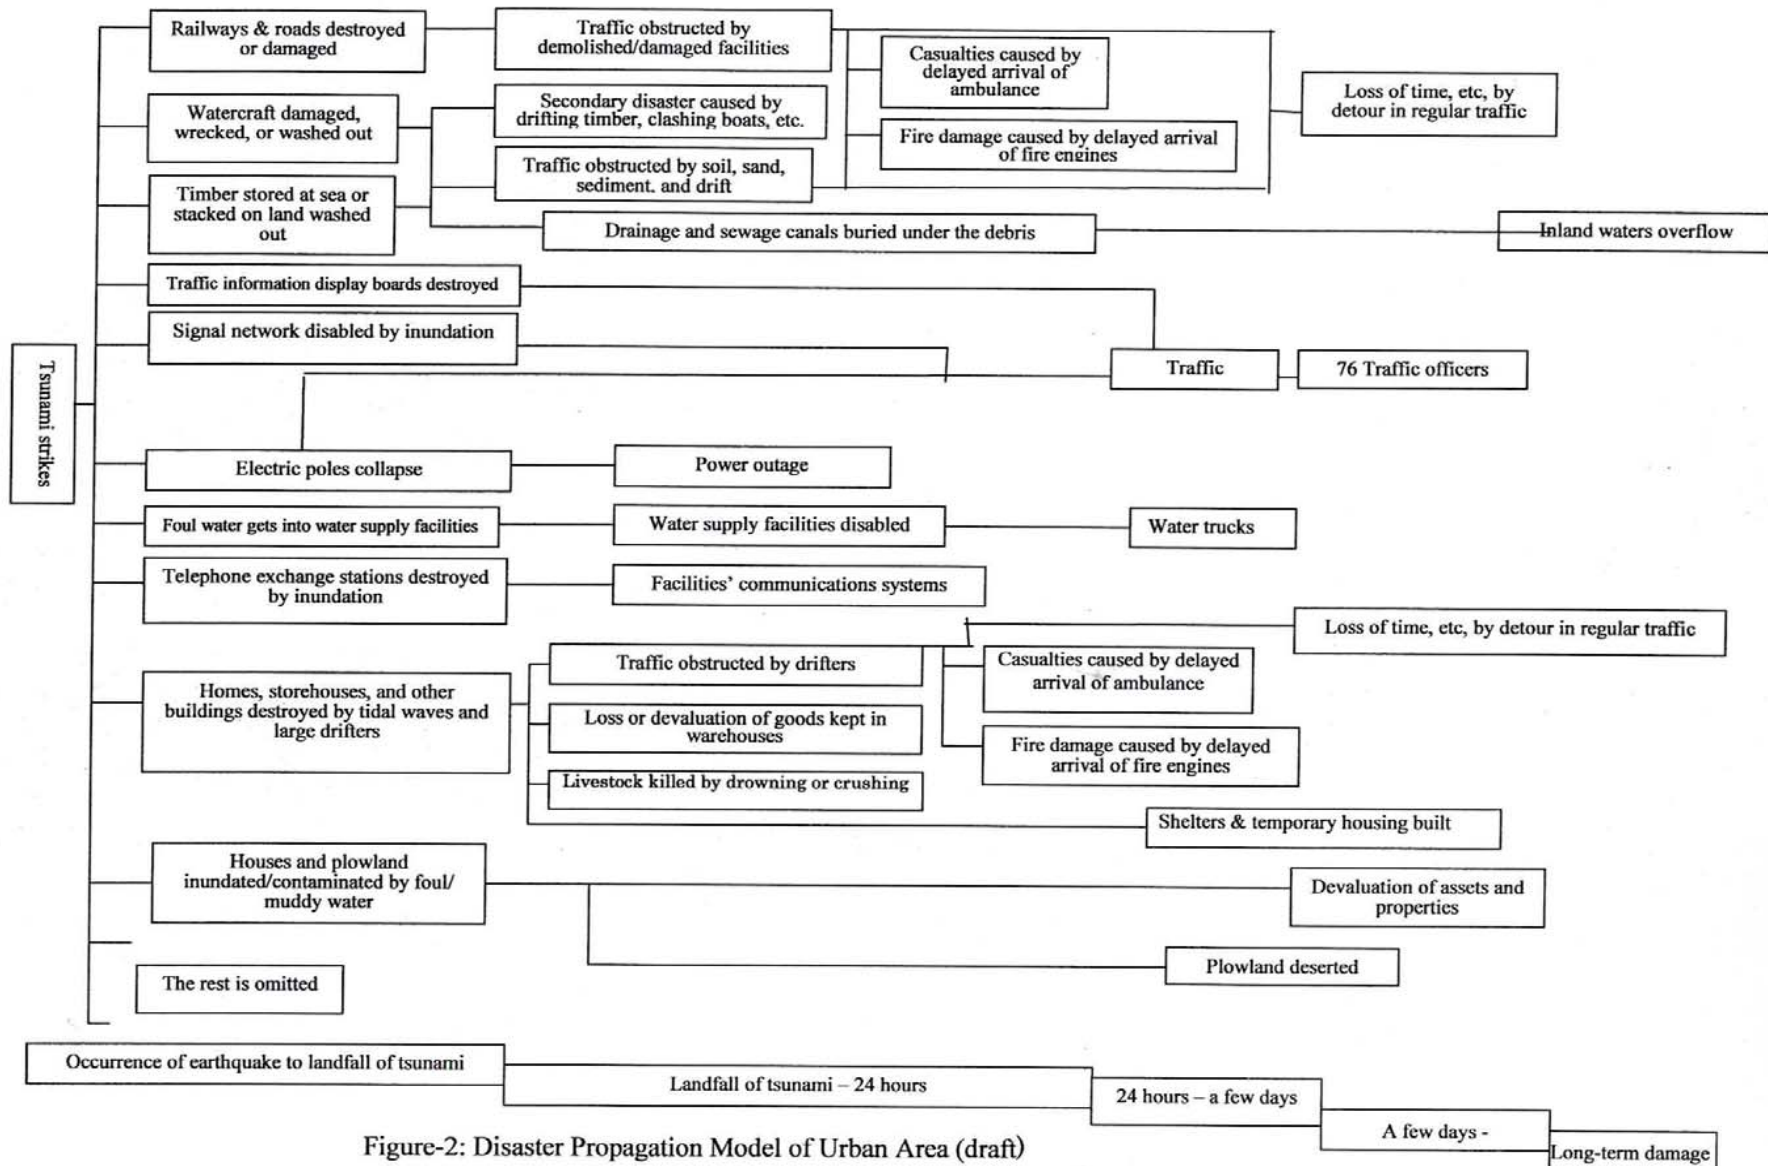 Railways & roads destroyed
or damaged
Traffic obstructed by
demolished/damaged facilities
Casualties caused by
delayed arrival of
ambulance
Loss of time, etc, by
detour in regular traffic
Watercraft damaged,
wrecked, or washed out
Secondary disaster caused by
drifting timber, clashing boats, etc.
Fire damage caused by delayed arrival
of fire engines
Traffic obstructed by soil, sand,
sediment. and drift
Timber stored at sea or
stacked on land washed
out
Drainage and sewage canals buried under the debris
Inland waters overflow
Traffic information display boards destroyed
Signal network disabled by inundation
Tsunami strikes
Traffic
76 Traffic officers
Electric poles collapse
Power outage
Foul water gets into water supply facilities
Water supply facilities disabled
Water trucks
Telephone exchange stations destroyed
by inundation
Facilities’ communications systems
Loss of time, etc, by detour in regular traffic
Traffic obstructed by drifters
Casualties caused by delayed
arrival of ambulance
Homes, storehouses, and other
buildings destroyed by tidal waves and
large drifters
Loss or devaluation of goods kept in
warehouses
Fire damage caused by delayed
arrival of fire engines
Livestock killed by drowning or crushing
Shelters & temporary housing built
Houses and plowland
inundated/contaminated by foul/
muddy water
Devaluation of assets and
properties
Plowland deserted
The rest is omitted
Occurrence of earthquake to landfall of tsunami
Landfall of tsunami – 24 hours
24 hours – a few days
A few days -
Long-term damage
Figure-2: Disaster Propagation Model of Urban Area (draft)